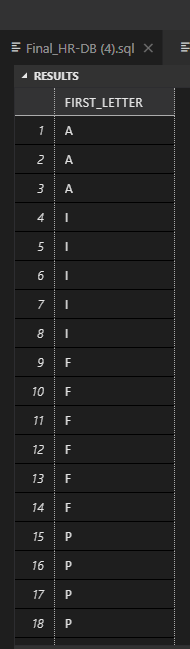 Final_HR-DB (4).sql
RESULTS
FIRST_LETTER
1 A
2 A
3 A
4 I
5 I
6 I
7 I
8 I
9 F
10 F
11 F
12 F
13 F
14 F
15 P
16 P
17 P
18 P